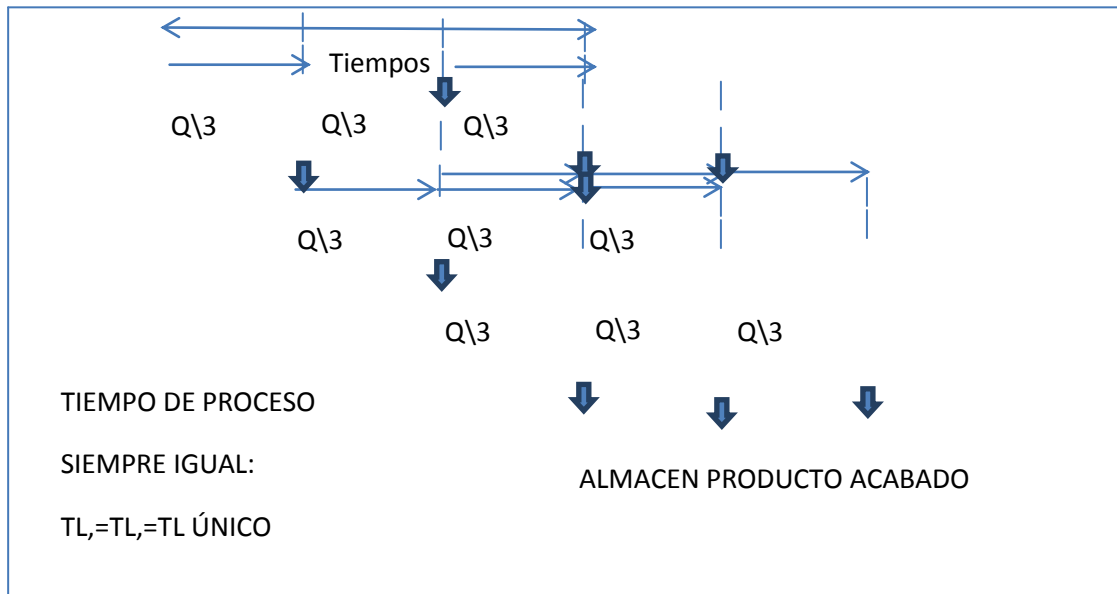 Tiempos
Q\3 Q\3 Q\3
Q\3 Q\3 Q\3
Q\3 Q\3 Q\3
TIEMPO DE PROCESO
SIEMPRE IGUAL:
ALMACEN PRODUCTO ACABADO
TL,=TL,=TL ÚNICO